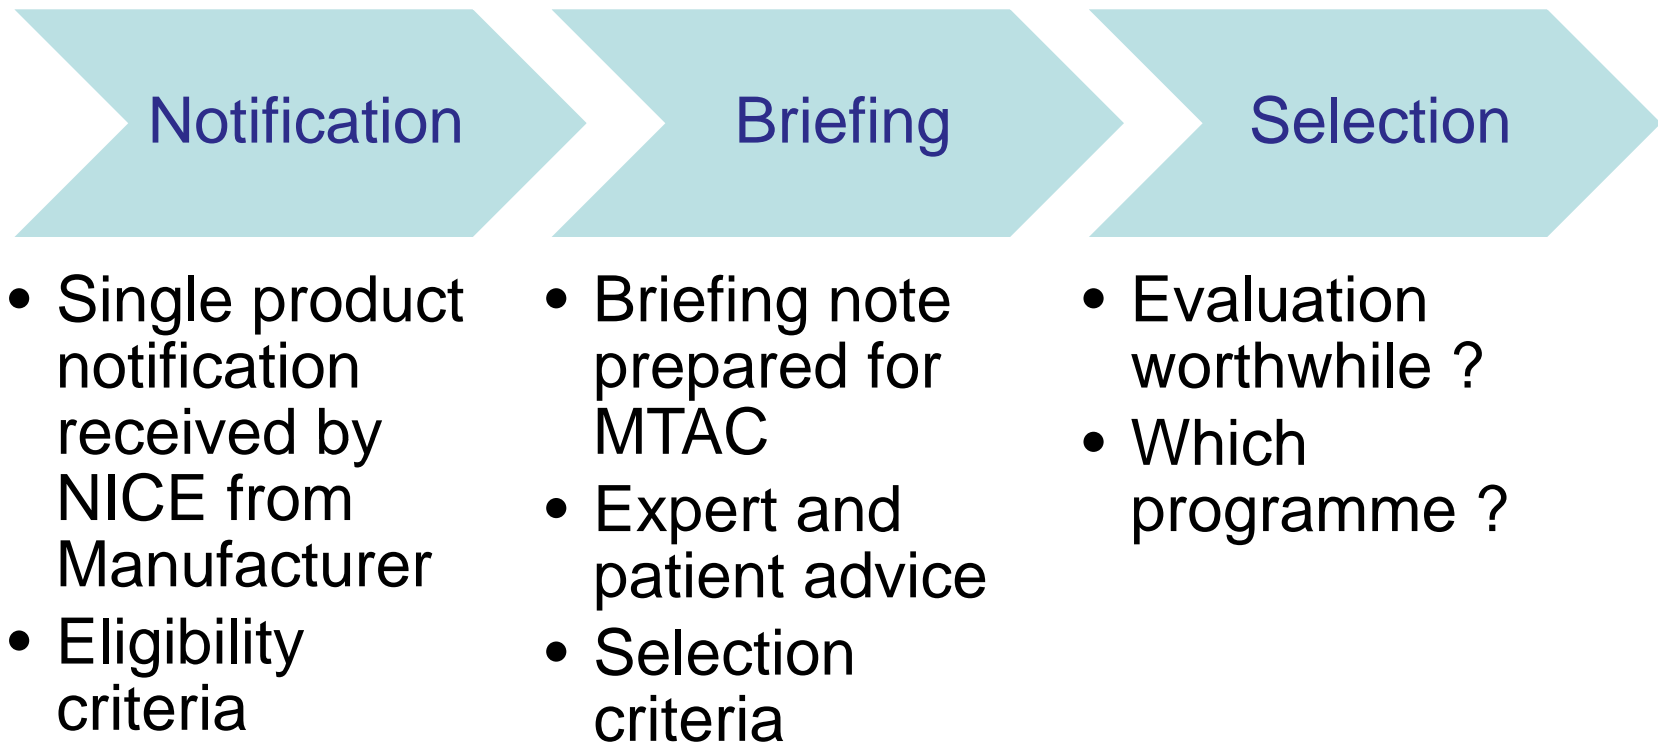 Notification
Briefing
Selection
• Single product
notification
received by
NICE from
Manufacturer
• Eligibility
criteria
• Briefing note
prepared for
MTAC
• Expert and
patient advice
• Selection
criteria
• Evaluation
worthwhile ?
• Which
programme ?